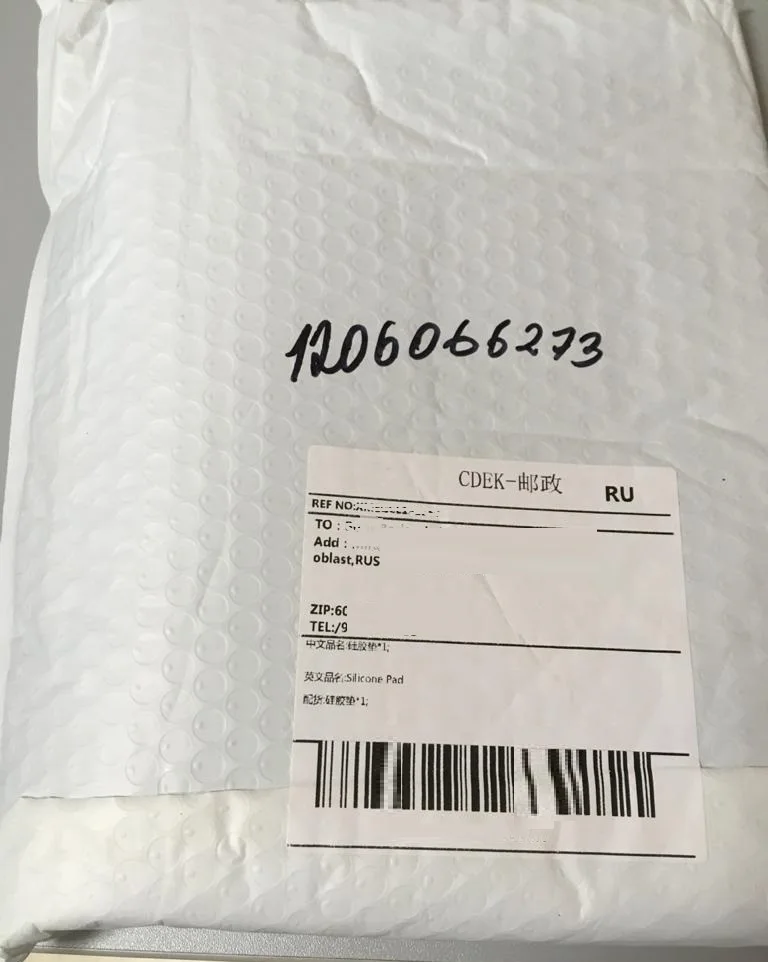 1206066273
CDEK-邮政 RU
REF NO:
TO :
Add :
oblast,RUS
ZIP:60
TEL:/9
中文品名:硅胶垫*1;
英文品名:Silicone Pad
配货:硅胶垫*1;